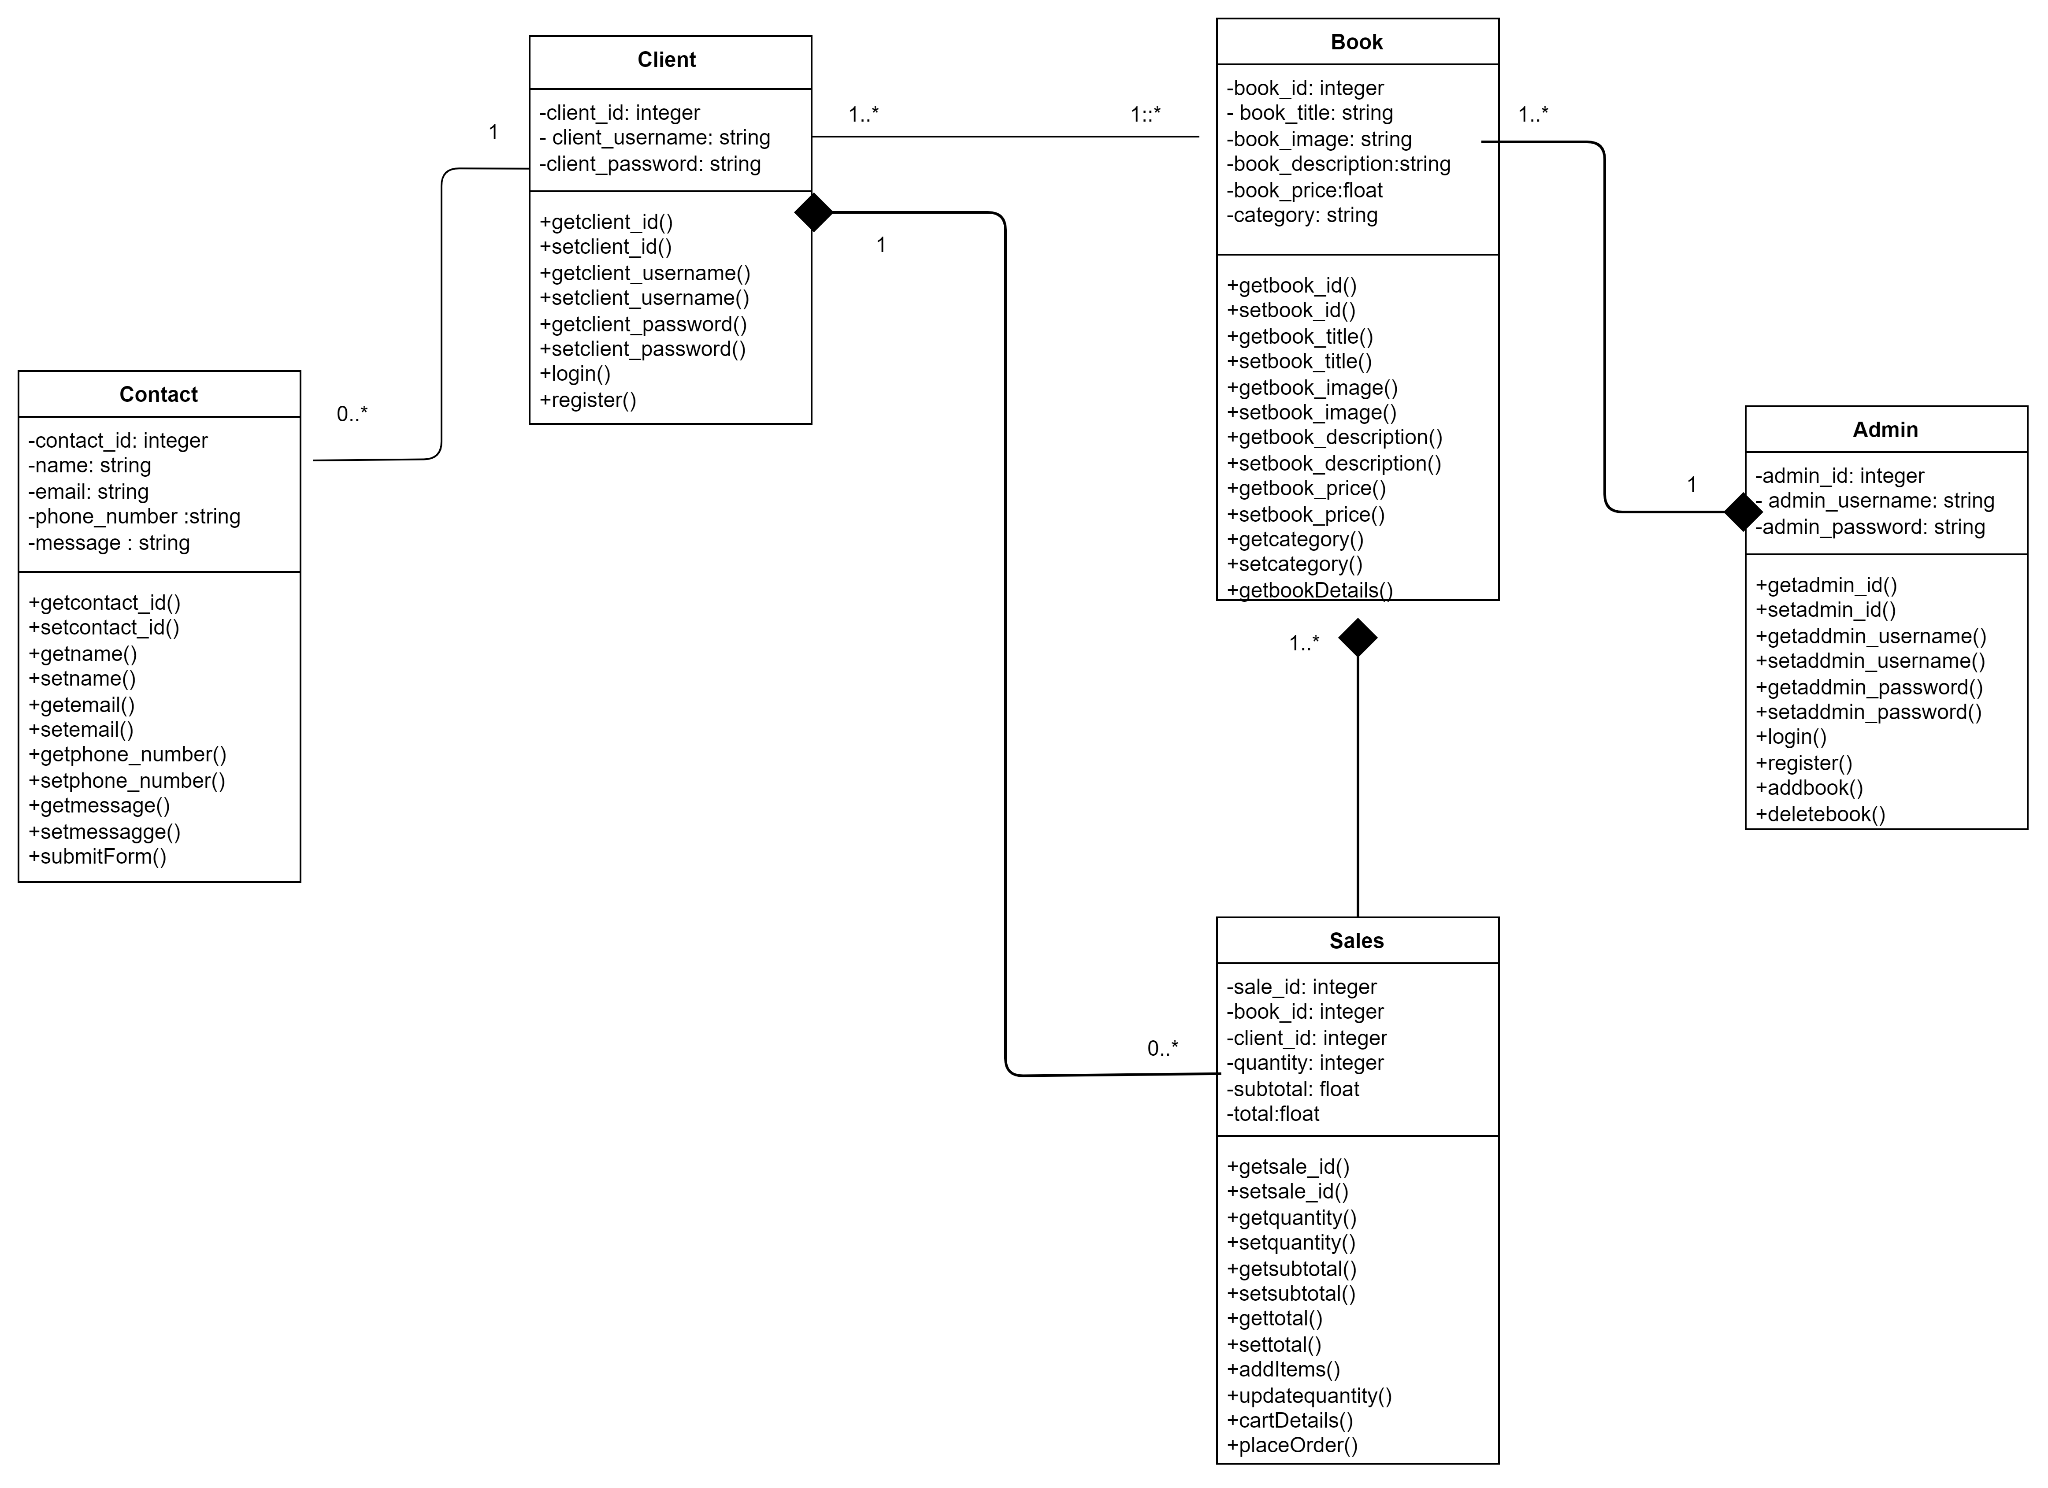 Client
-client_id: integer
- client_username: string
-client_password: string
+getclient_id()
+setclient_id()
+getclient_username()
+setclient_username()
+getclient_password()
+setclient_password()
+login()
+register()
1
0..*
1..*
1::*
1
Book
-book_id: integer
- book_title: string
-book_image: string
-book_description:string
-book_price:float
-category: string
+getbook_id()
+setbook_id()
+getbook_title()
+setbook_title()
+getbook_image()
+setbook_image()
+getbook_description()
+setbook_description()
+getbook_price()
+setbook_price()
+getcategory()
+setcategory()
+getbookDetails()
1..*
1
1..*
Contact
-contact_id: integer
-name: string
-email: string
-phone_number :string
-message : string
+getcontact_id()
+setcontact_id()
+getname()
+setname()
+getemail()
+setemail()
+getphone_number()
+setphone_number()
+getmessage()
+setmessagge()
+submitForm()
Admin
-admin_id: integer
- admin_username: string
-admin_password: string
+getadmin_id()
+setadmin_id()
+getaddmin_username()
+setaddmin_username()
+getaddmin_password()
+setaddmin_password()
+login()
+register()
+addbook()
+deletebook()
0..*
Sales
-sale_id: integer
-book_id: integer
-client_id: integer
-quantity: integer
-subtotal: float
-total:float
+getsale_id()
+setsale_id()
+getquantity()
+setquantity()
+getsubtotal()
+setsubtotal()
+gettotal()
+settotal()
+addItems()
+updatequantity()
+cartDetails()
+placeOrder()